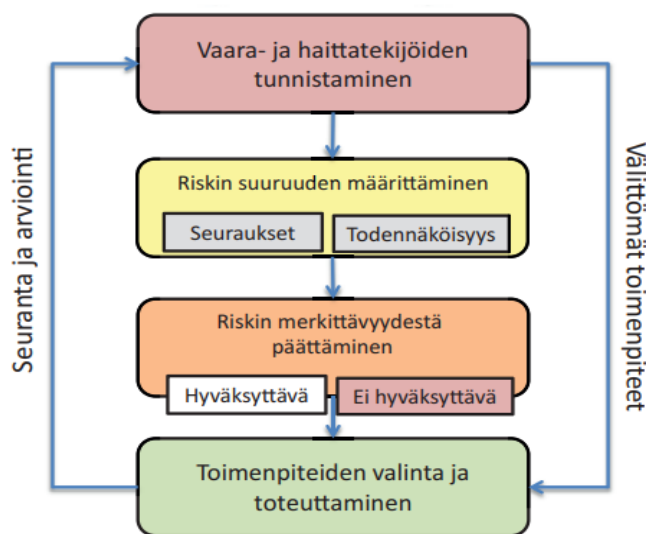 Vaara- ja haittatekijöiden
tunnistaminen
Riskin suuruuden määrittäminen
Seuraukset
Todennäköisyys
Riskin merkittävyydestä
päättäminen
Hyväksyttävä
Ei hyväksyttävä
Toimenpiteiden valinta ja
toteuttaminen
Seuranta ja arviointi
Välittömät toimenpiteet